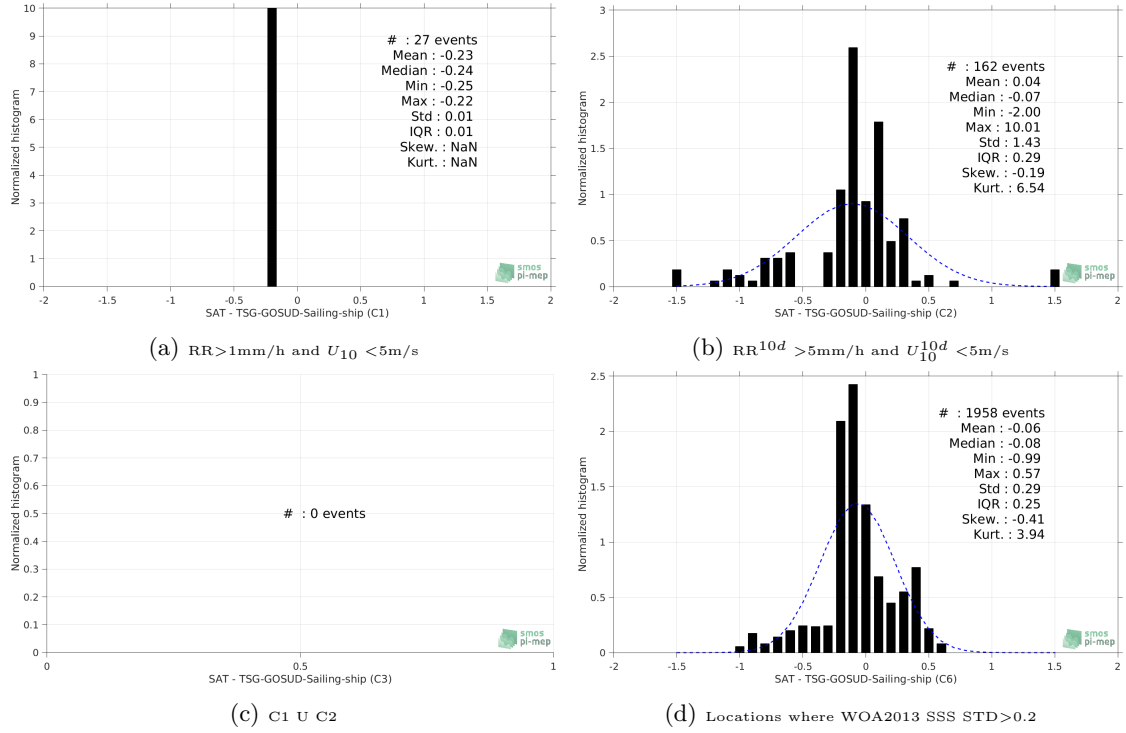 10
9
8
7
6
5
4
3
2
1
0
-2
-1.5
-1
-0.5
0
0.5
1
1.5
2
Normalized histogram
SAT - TSG-GOSUD-Sailing-ship (C1)
# : 27 events
Mean : -0.23
Median : -0.24
Min : -0.25
Max : -0.22
Std : 0.01
IQR : 0.01
Skew. : NaN
Kurt. : NaN
smos
pi-mep
(a) RR>1mm/h and U10 <5m/s
3
2.5
2
1.5
1
0.5
0
-2
-1.5
-1
-0.5
0
0.5
1
1.5
2
Normalized histogram
SAT - TSG-GOSUD-Sailing-ship (C2)
# : 162 events
Mean : 0.04
Median : -0.07
Min : -2.00
Max : 10.01
Std : 1.43
IQR : 0.29
Skew. : -0.19
Kurt. : 6.54
smos
pi-mep
(b) RR^10d >5mm/h and U10^10d <5m/s
1
0.9
0.8
0.7
0.6
0.5
0.4
0.3
0.2
0.1
0
0
0.5
1
Normalized histogram
SAT - TSG-GOSUD-Sailing-ship (C3)
# : 0 events
smos
pi-mep
(c) C1 U C2
2.5
2
1.5
1
0.5
0
-2
-1.5
-1
-0.5
0
0.5
1
1.5
2
Normalized histogram
SAT - TSG-GOSUD-Sailing-ship (C6)
# : 1958 events
Mean : -0.06
Median : -0.08
Min : -0.99
Max : 0.57
Std : 0.29
IQR : 0.25
Skew. : -0.41
Kurt. : 3.94
smos
pi-mep
(d) Locations where WOA2013 SSS STD>0.2